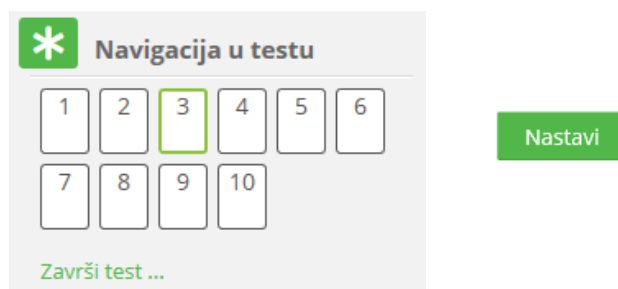 Navigacija u testu
1 2 3 4 5 6
Nastavi
7 8 9 10
Završi test ...